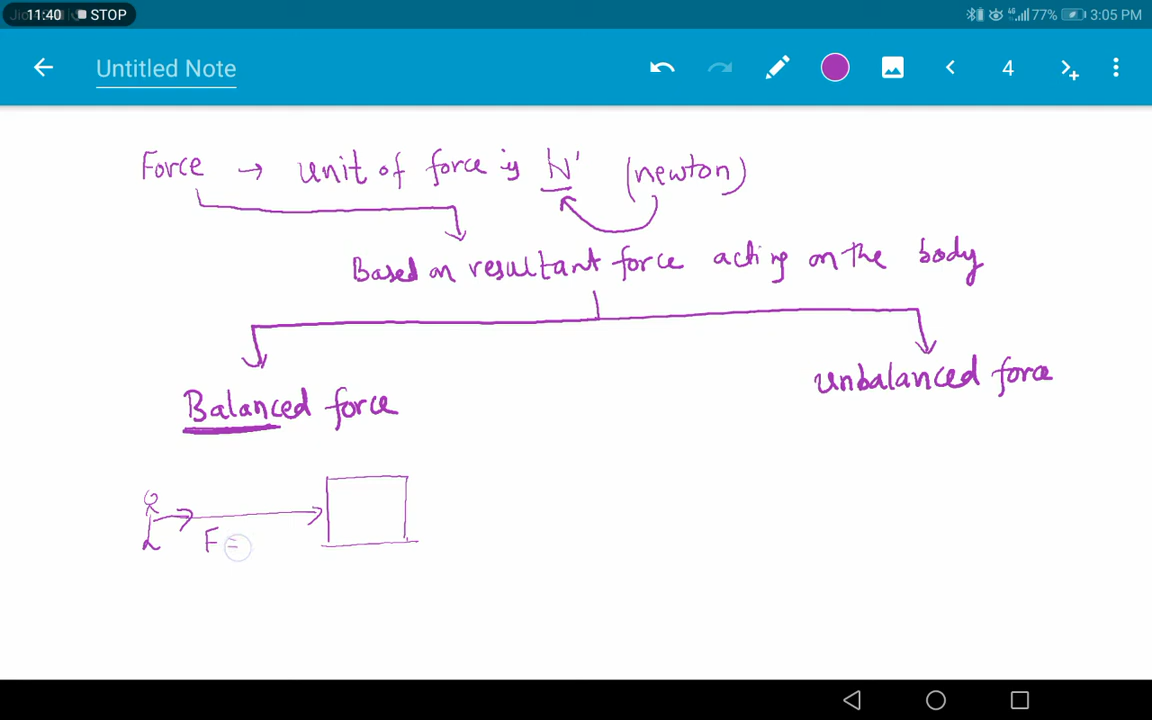 11:40 STOP 77% 3:05 PM
Untitled Note 4
Force → unit of force is 'N' (newton)
Based on resultant force acting on the body
Balanced force
unbalanced force
F =